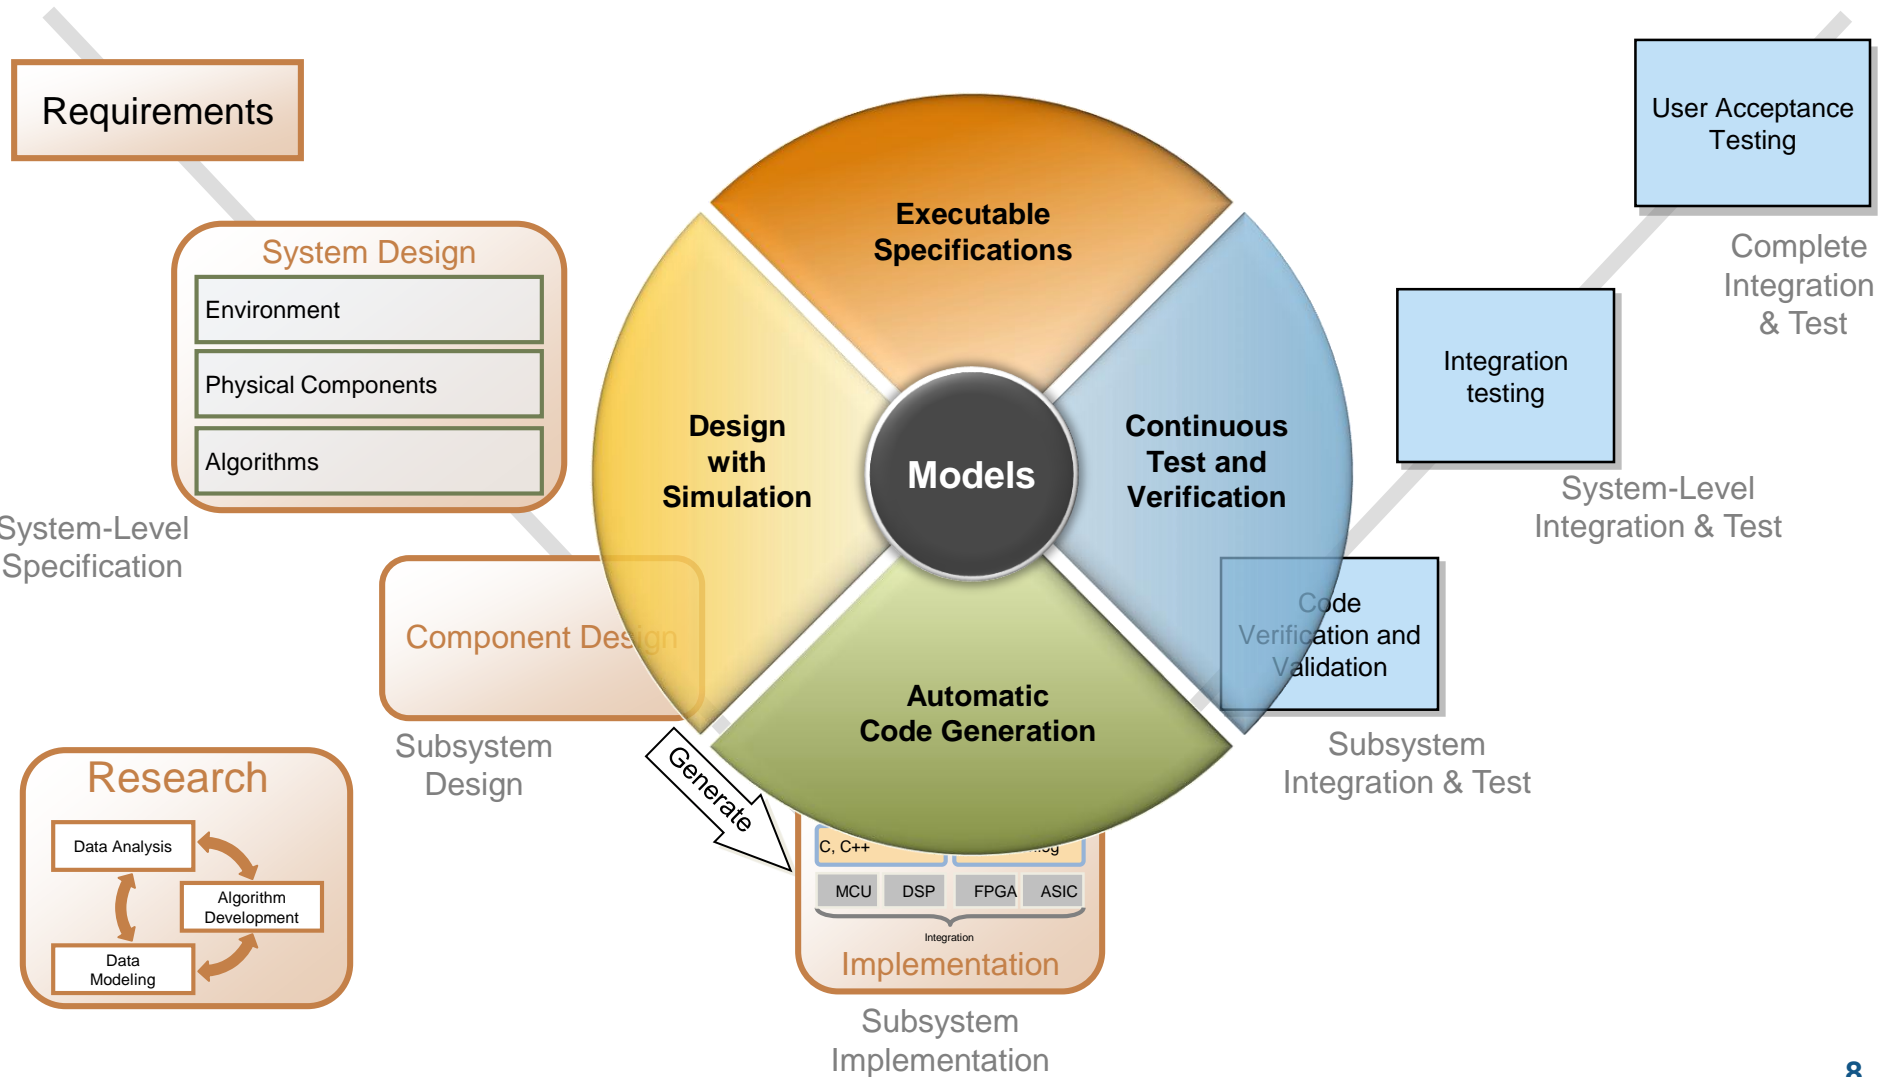 Requirements
System Design
Environment
Physical Components
Algorithms
System-Level
Specification
Component Design
Subsystem
Design
Research
Data Analysis
Algorithm
Development
Data
Modeling
Executable
Specifications
Design
with
Simulation
Models
Continuous
Test and
Verification
Automatic
Code Generation
Generate
C, C++
MCU
DSP
FPGA
ASIC
Integration
Implementation
Subsystem
Implementation
User Acceptance
Testing
Complete
Integration
& Test
Integration
testing
System-Level
Integration & Test
Code
Verification and
Validation
Subsystem
Integration & Test
8